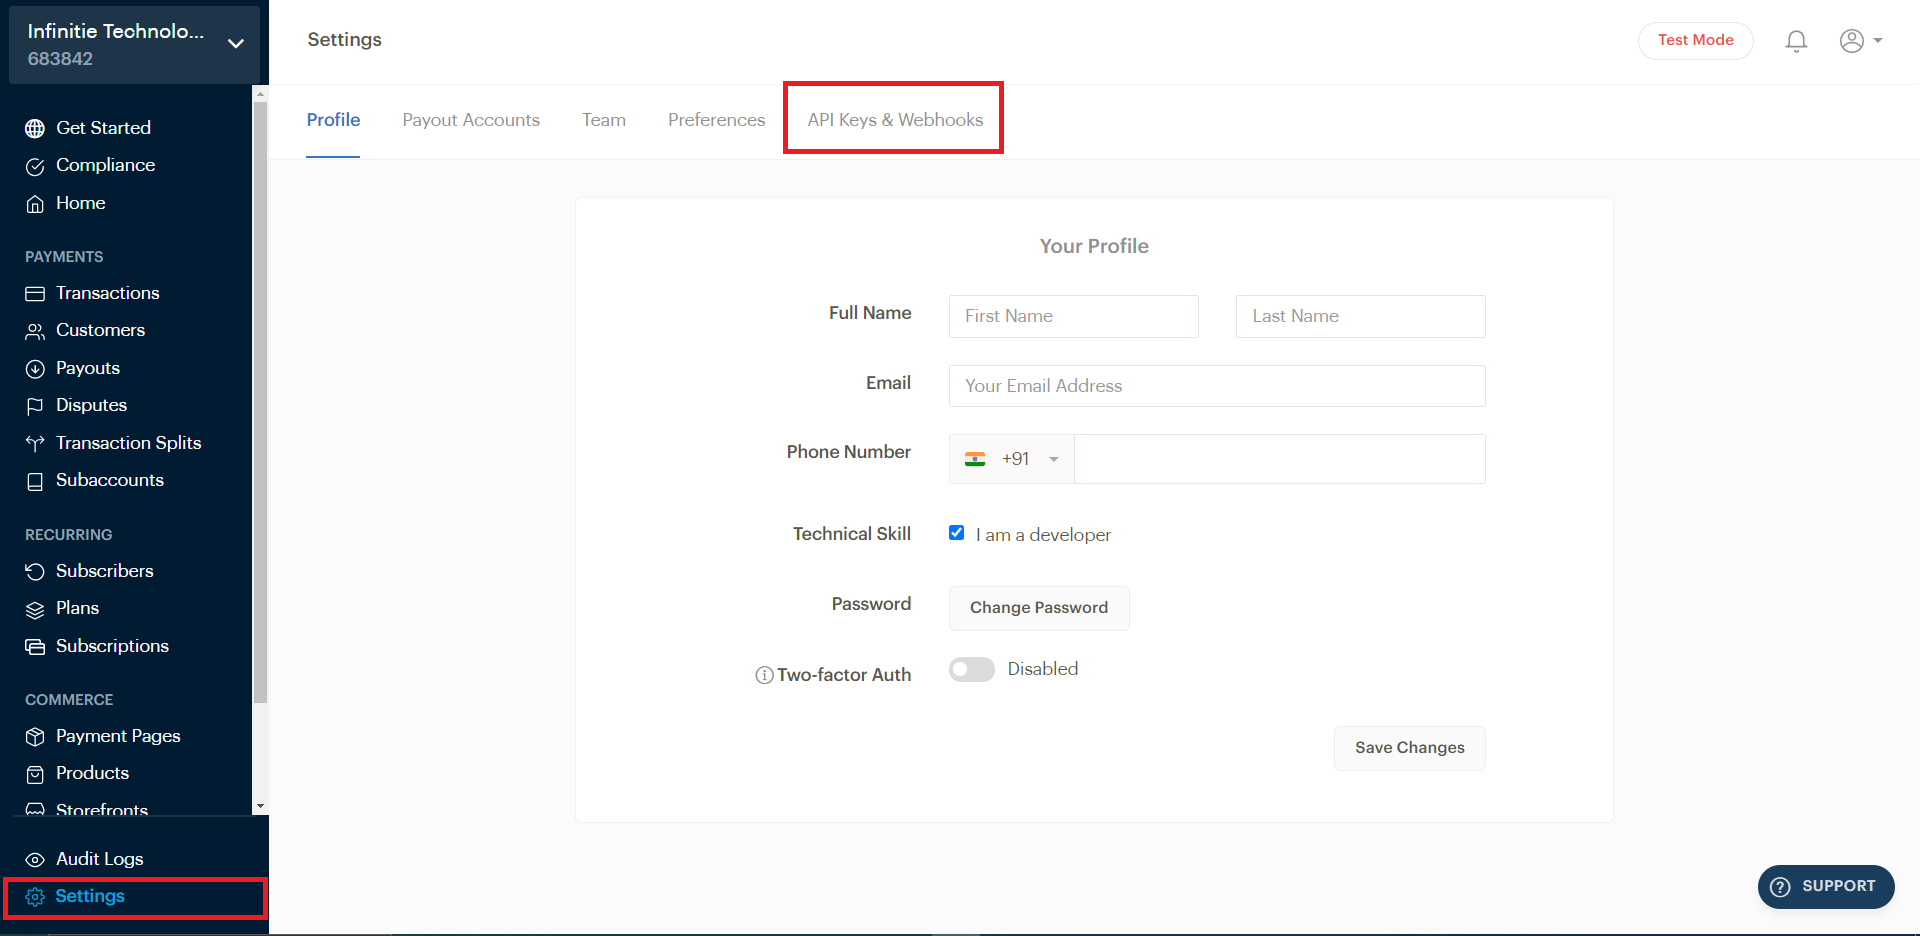 Infinitie Technolo...
683842
Get Started
Compliance
Home
PAYMENTS
Transactions
Customers
Payouts
Disputes
Transaction Splits
Subaccounts
RECURRING
Subscribers
Plans
Subscriptions
COMMERCE
Payment Pages
Products
Storefronts
Audit Logs
Settings
Settings
Test Mode
Profile
Payout Accounts
Team
Preferences
API Keys & Webhooks
Your Profile
Full Name
First Name
Last Name
Email
Your Email Address
Phone Number
+91
Technical Skill
I am a developer
Password
Change Password
Two-factor Auth
Disabled
Save Changes
SUPPORT